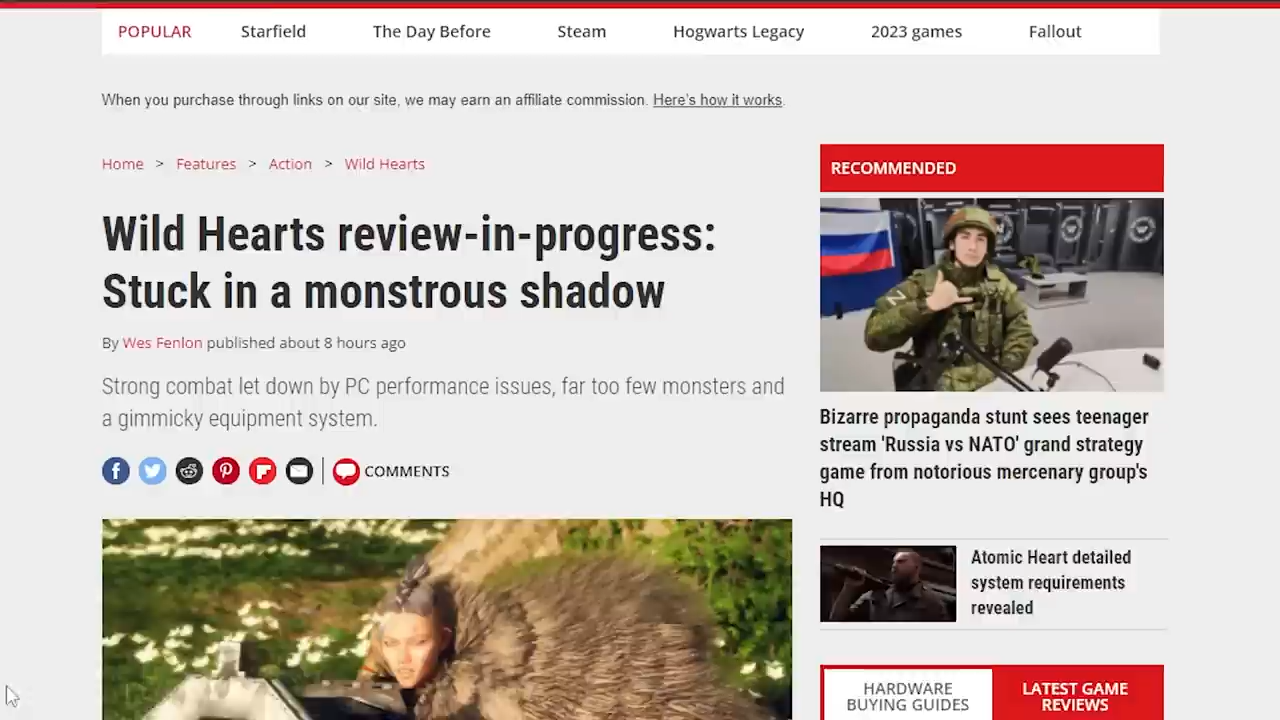 POPULAR Starfield The Day Before Steam Hogwarts Legacy 2023 games Fallout
When you purchase through links on our site, we may earn an affiliate commission. Here's how it works.
Home > Features > Action > Wild Hearts
Wild Hearts review-in-progress:
Stuck in a monstrous shadow
By Wes Fenlon published about 8 hours ago
Strong combat let down by PC performance issues, far too few monsters and
a gimmicky equipment system.
COMMENTS
RECOMMENDED
Z
Bizarre propaganda stunt sees teenager
stream 'Russia vs NATO' grand strategy
game from notorious mercenary group's
HQ
Atomic Heart detailed
system requirements
revealed
HARDWARE
BUYING GUIDES
LATEST GAME
REVIEWS